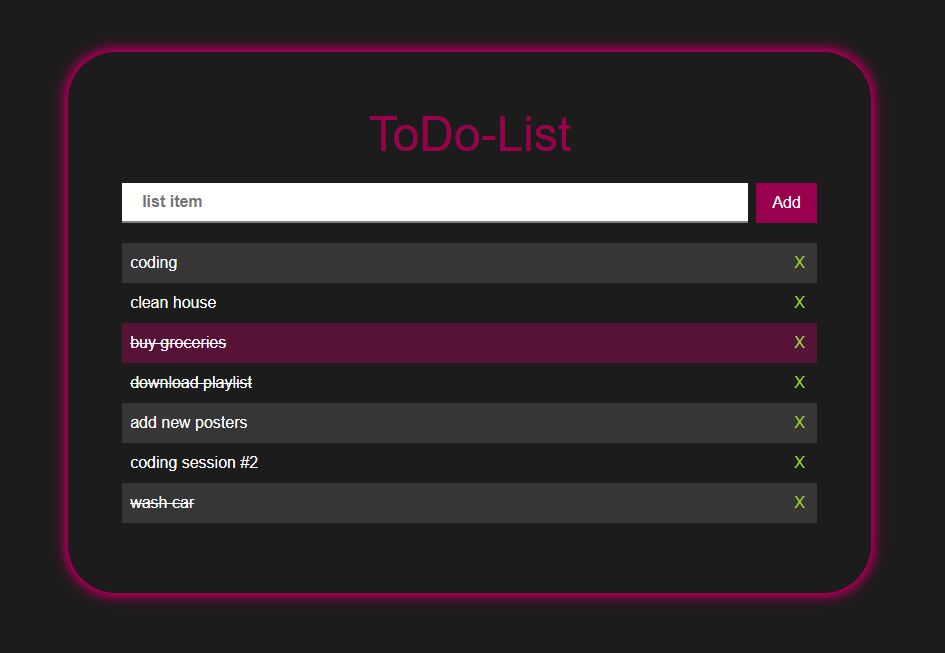 ToDo-List
list item
Add
coding X
clean house X
buy groceries X
download playlist X
add new posters X
coding session #2 X
wash car X